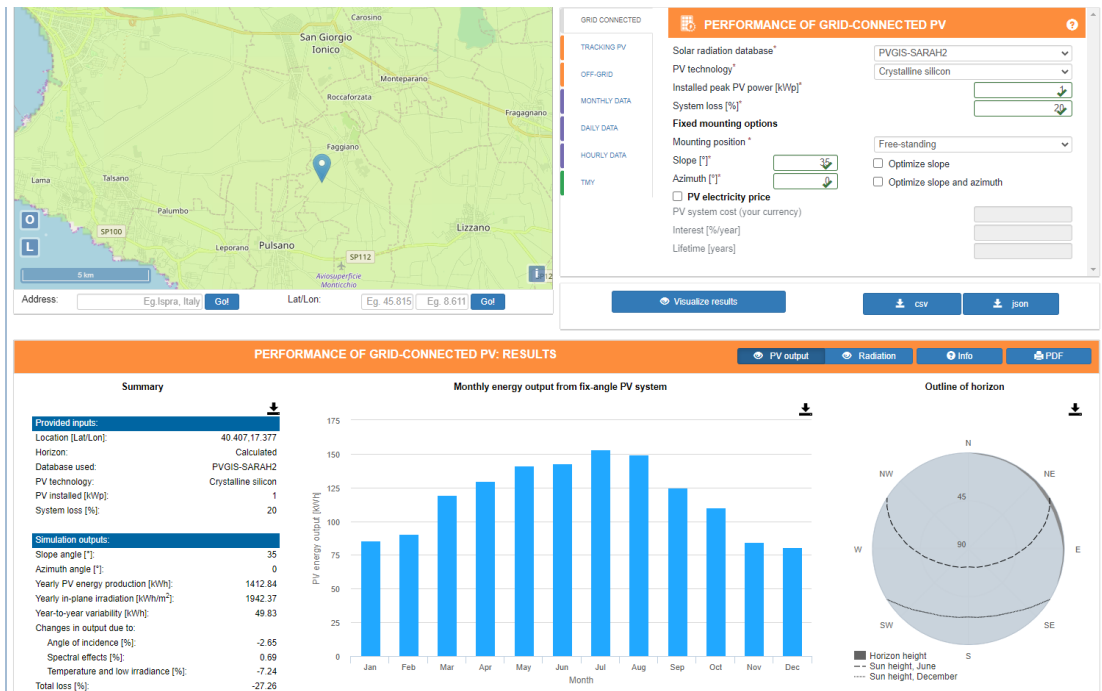 Carosino
San Giorgio
Ionico
Monteparano
Roccaforzata
Fragagnano
Faggiano
Lama
Talsano
Palumbo
SP100
Lizzano
Leporano
Pulsano
SP112
Aviosuperficie
Monticchio
O
L
5 km
i
Address:
Eg.Ispra, Italy
Go!
Lat/Lon:
Eg. 45.815
Eg. 8.611
Go!
GRID CONNECTED
TRACKING PV
OFF-GRID
MONTHLY DATA
DAILY DATA
HOURLY DATA
TMY
PERFORMANCE OF GRID-CONNECTED PV
?
Solar radiation database*
PVGIS-SARAH2
PV technology*
Crystalline silicon
Installed peak PV power [kWp]*
1
System loss [%]*
20
Fixed mounting options
Mounting position *
Free-standing
Slope [°]*
35
Optimize slope
Azimuth [°]*
0
Optimize slope and azimuth
PV electricity price
PV system cost (your currency)
Interest [%/year]
Lifetime [years]
Visualize results
csv
json
PERFORMANCE OF GRID-CONNECTED PV: RESULTS
PV output
Radiation
Info
PDF
Summary
Provided inputs:
Location [Lat/Lon]: 40.407,17.377
Horizon: Calculated
Database used: PVGIS-SARAH2
PV technology: Crystalline silicon
PV installed [kWp]: 1
System loss [%]: 20
Simulation outputs:
Slope angle [°]: 35
Azimuth angle [°]: 0
Yearly PV energy production [kWh]: 1412.84
Yearly in-plane irradiation [kWh/m²]: 1942.37
Year-to-year variability [kWh]: 49.83
Changes in output due to:
Angle of incidence [%]: -2.65
Spectral effects [%]: 0.69
Temperature and low irradiance [%]: -7.24
Total loss [%]: -27.26
Monthly energy output from fix-angle PV system
PV energy output [kWh]
175
150
125
100
75
50
25
0
Jan Feb Mar Apr May Jun Jul Aug Sep Oct Nov Dec
Month
Outline of horizon
N
NW
NE
45
W
90
E
SW
SE
S
Horizon height
Sun height, June
Sun height, December